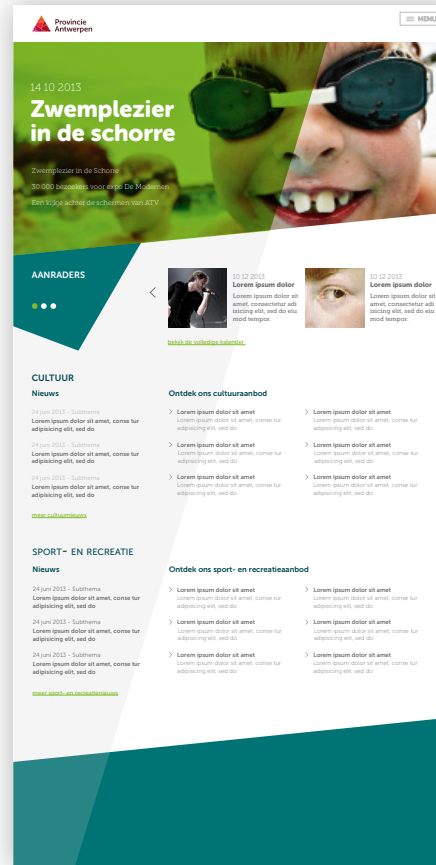 Provincie
Antwerpen
MENU
14 10 2013
Zwemplezier
in de schorre
Zwemplezier in de Schorre
30.000 bezoekers voor expo De Modernen
Een kijkje achter de schermen van ATV
AANRADERS
10 12 2013
Lorem ipsum dolor
Lorem ipsum dolor sit
amet, consectetur adi
isicing elit, sed do eiu
mod tempor.
10 12 2013
Lorem ipsum dolor
Lorem ipsum dolor sit
amet, consectetur adi
isicing elit, sed do eiu
mod tempor.
bekijk de volledige kalender
CULTUUR
Nieuws
24 juni 2013 - Subthema
Lorem ipsum dolor sit amet, conse tur
adipisicing elit, sed do
24 juni 2013 - Subthema
Lorem ipsum dolor sit amet, conse tur
adipisicing elit, sed do
24 juni 2013 - Subthema
Lorem ipsum dolor sit amet, conse tur
adipisicing elit, sed do
meer cultuurnieuws
Ontdek ons cultuuraanbod
Lorem ipsum dolor sit amet
Lorem ipsum dolor sit amet, conse tur
adipisicing elit, sed do
Lorem ipsum dolor sit amet
Lorem ipsum dolor sit amet, conse tur
adipisicing elit, sed do
Lorem ipsum dolor sit amet
Lorem ipsum dolor sit amet, conse tur
adipisicing elit, sed do
Lorem ipsum dolor sit amet
Lorem ipsum dolor sit amet, conse tur
adipisicing elit, sed do
Lorem ipsum dolor sit amet
Lorem ipsum dolor sit amet, conse tur
adipisicing elit, sed do
Lorem ipsum dolor sit amet
Lorem ipsum dolor sit amet, conse tur
adipisicing elit, sed do
SPORT- EN RECREATIE
Nieuws
24 juni 2013 - Subthema
Lorem ipsum dolor sit amet, conse tur
adipisicing elit, sed do
24 juni 2013 - Subthema
Lorem ipsum dolor sit amet, conse tur
adipisicing elit, sed do
24 juni 2013 - Subthema
Lorem ipsum dolor sit amet, conse tur
adipisicing elit, sed do
meer sport- en recreatienieuws
Ontdek ons sport- en recreatieaanbod
Lorem ipsum dolor sit amet
Lorem ipsum dolor sit amet, conse tur
adipisicing elit, sed do
Lorem ipsum dolor sit amet
Lorem ipsum dolor sit amet, conse tur
adipisicing elit, sed do
Lorem ipsum dolor sit amet
Lorem ipsum dolor sit amet, conse tur
adipisicing elit, sed do
Lorem ipsum dolor sit amet
Lorem ipsum dolor sit amet, conse tur
adipisicing elit, sed do
Lorem ipsum dolor sit amet
Lorem ipsum dolor sit amet, conse tur
adipisicing elit, sed do
Lorem ipsum dolor sit amet
Lorem ipsum dolor sit amet, conse tur
adipisicing elit, sed do